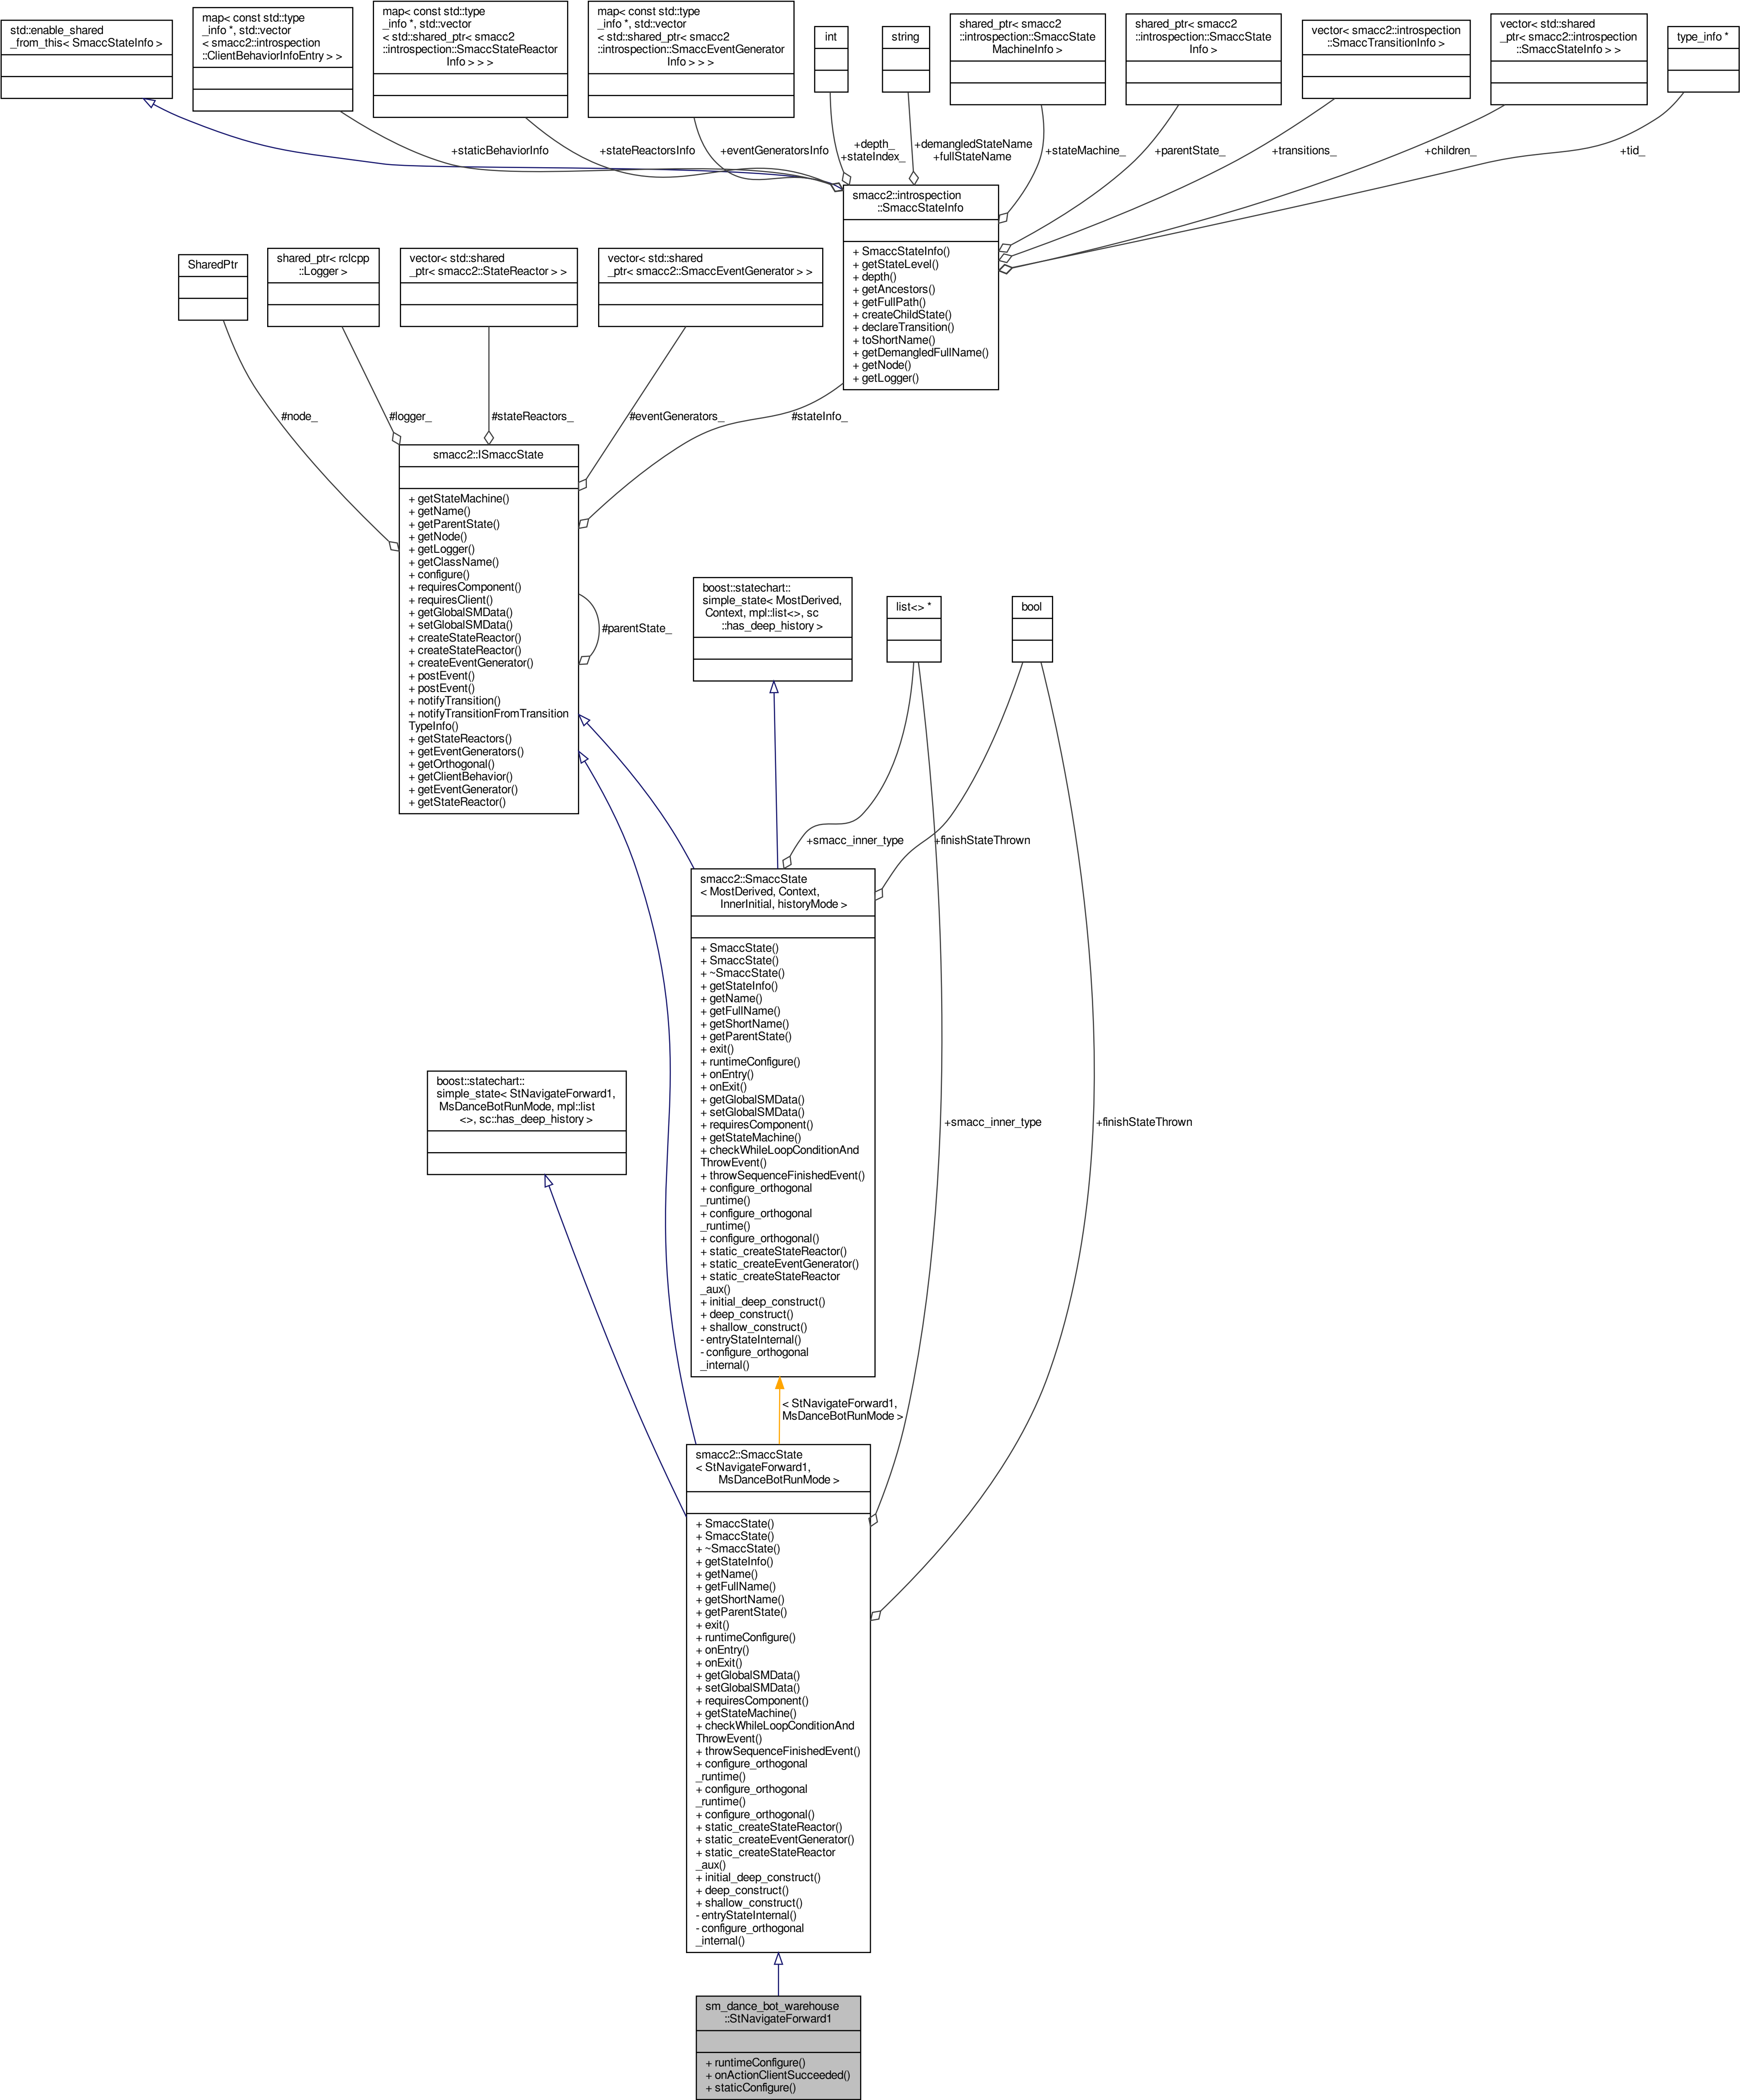 std::enable_shared
_from_this< SmaccStateInfo >
map< const std::type
_info *, std::vector
< smacc2::introspection
::ClientBehaviorInfoEntry > >
map< const std::type
_info *, std::vector
< std::shared_ptr< smacc2
::introspection::SmaccStateReactor
Info > > >
map< const std::type
_info *, std::vector
< std::shared_ptr< smacc2
::introspection::SmaccEventGenerator
Info > > >
int
string
shared_ptr< smacc2
::introspection::SmaccState
MachineInfo >
shared_ptr< smacc2
::introspection::SmaccState
Info >
vector< smacc2::introspection
::SmaccTransitionInfo >
vector< std::shared
_ptr< smacc2::introspection
::SmaccStateInfo > >
type_info *
+staticBehaviorInfo
+stateReactorsInfo
+eventGeneratorsInfo
+depth_
+stateIndex_
+demangledStateName
+fullStateName
+stateMachine_
+parentState_
+transitions_
+children_
+tid_
smacc2::introspection
::SmaccStateInfo
+ SmaccStateInfo()
+ getStateLevel()
+ depth()
+ getAncestors()
+ getFullPath()
+ createChildState()
+ declareTransition()
+ toShortName()
+ getDemangledFullName()
+ getNode()
+ getLogger()
SharedPtr
shared_ptr< rclcpp
::Logger >
vector< std::shared
_ptr< smacc2::StateReactor > >
vector< std::shared
_ptr< smacc2::SmaccEventGenerator > >
#node_
#logger_
#stateReactors_
#eventGenerators_
#stateInfo_
smacc2::ISmaccState
+ getStateMachine()
+ getName()
+ getParentState()
+ getNode()
+ getLogger()
+ getClassName()
+ configure()
+ requiresComponent()
+ requiresClient()
+ getGlobalSMData()
+ setGlobalSMData()
+ createStateReactor()
+ createStateReactor()
+ createEventGenerator()
+ postEvent()
+ postEvent()
+ notifyTransition()
+ notifyTransitionFromTransition
TypeInfo()
+ getStateReactors()
+ getEventGenerators()
+ getOrthogonal()
+ getClientBehavior()
+ getEventGenerator()
+ getStateReactor()
#parentState_
boost::statechart::
simple_state< MostDerived,
Context, mpl::list<>, sc
::has_deep_history >
list<> *
bool
+smacc_inner_type
+finishStateThrown
smacc2::SmaccState
< MostDerived, Context,
InnerInitial, historyMode >
+ SmaccState()
+ SmaccState()
+ ~SmaccState()
+ getStateInfo()
+ getName()
+ getFullName()
+ getShortName()
+ getParentState()
+ exit()
+ runtimeConfigure()
+ onEntry()
+ onExit()
+ getGlobalSMData()
+ setGlobalSMData()
+ requiresComponent()
+ getStateMachine()
+ checkWhileLoopConditionAnd
ThrowEvent()
+ throwSequenceFinishedEvent()
+ configure_orthogonal
_runtime()
+ configure_orthogonal
_runtime()
+ configure_orthogonal()
+ static_createStateReactor()
+ static_createEventGenerator()
+ static_createStateReactor
_aux()
+ initial_deep_construct()
+ deep_construct()
+ shallow_construct()
- entryStateInternal()
- configure_orthogonal
_internal()
boost::statechart::
simple_state< StNavigateForward1,
MsDanceBotRunMode, mpl::list
<>, sc::has_deep_history >
+smacc_inner_type
+finishStateThrown
< StNavigateForward1,
MsDanceBotRunMode >
smacc2::SmaccState
< StNavigateForward1,
MsDanceBotRunMode >
+ SmaccState()
+ SmaccState()
+ ~SmaccState()
+ getStateInfo()
+ getName()
+ getFullName()
+ getShortName()
+ getParentState()
+ exit()
+ runtimeConfigure()
+ onEntry()
+ onExit()
+ getGlobalSMData()
+ setGlobalSMData()
+ requiresComponent()
+ getStateMachine()
+ checkWhileLoopConditionAnd
ThrowEvent()
+ throwSequenceFinishedEvent()
+ configure_orthogonal
_runtime()
+ configure_orthogonal
_runtime()
+ configure_orthogonal()
+ static_createStateReactor()
+ static_createEventGenerator()
+ static_createStateReactor
_aux()
+ initial_deep_construct()
+ deep_construct()
+ shallow_construct()
- entryStateInternal()
- configure_orthogonal
_internal()
sm_dance_bot_warehouse
::StNavigateForward1
+ runtimeConfigure()
+ onActionClientSucceeded()
+ staticConfigure()